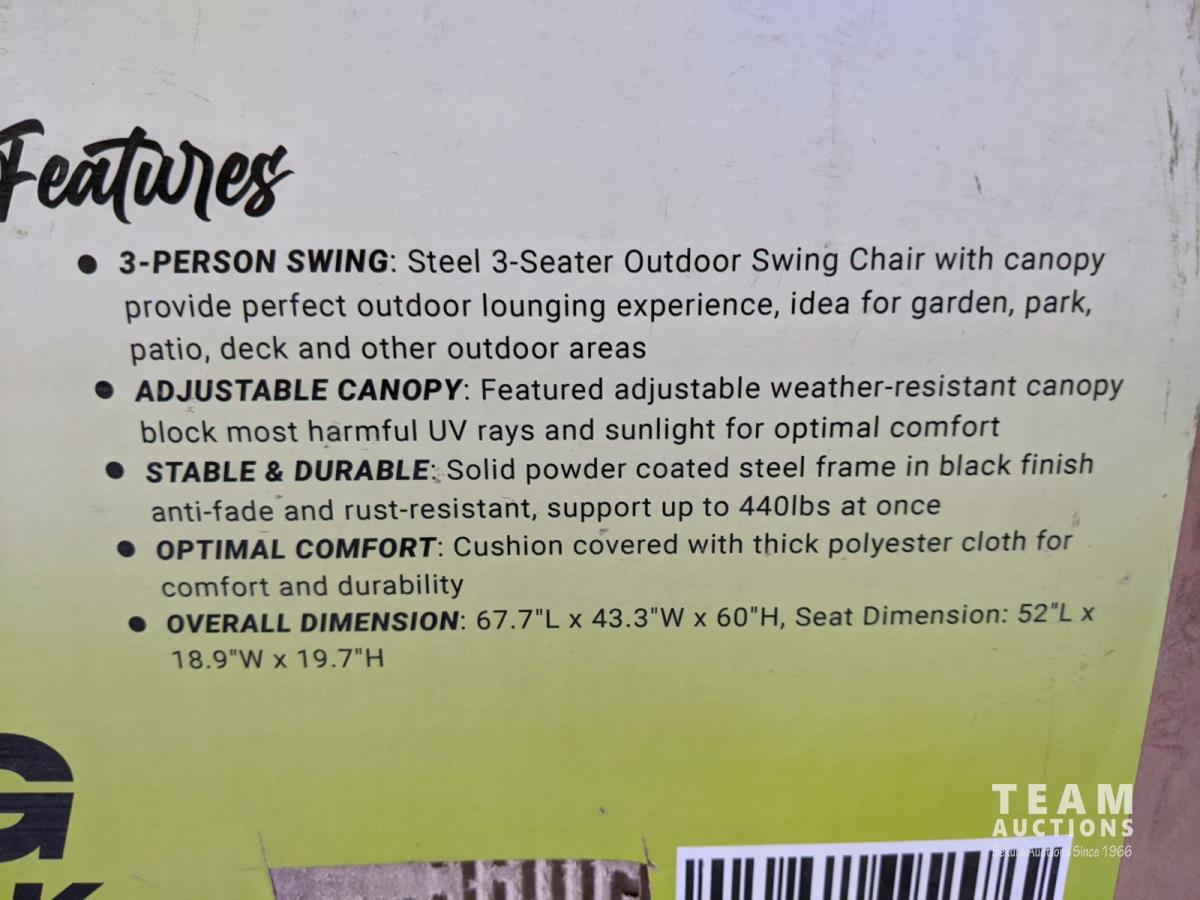 Features
● 3-PERSON SWING: Steel 3-Seater Outdoor Swing Chair with canopy
provide perfect outdoor lounging experience, idea for garden, park,
patio, deck and other outdoor areas
● ADJUSTABLE CANOPY: Featured adjustable weather-resistant canopy
block most harmful UV rays and sunlight for optimal comfort
● STABLE & DURABLE: Solid powder coated steel frame in black finish
anti-fade and rust-resistant, support up to 440lbs at once
● OPTIMAL COMFORT: Cushion covered with thick polyester cloth for
comfort and durability
● OVERALL DIMENSION: 67.7"L x 43.3"W x 60"H, Seat Dimension: 52"L x
18.9"W x 19.7"H
G
K
TEAM
AUCTIONS
Auctions Since 1966